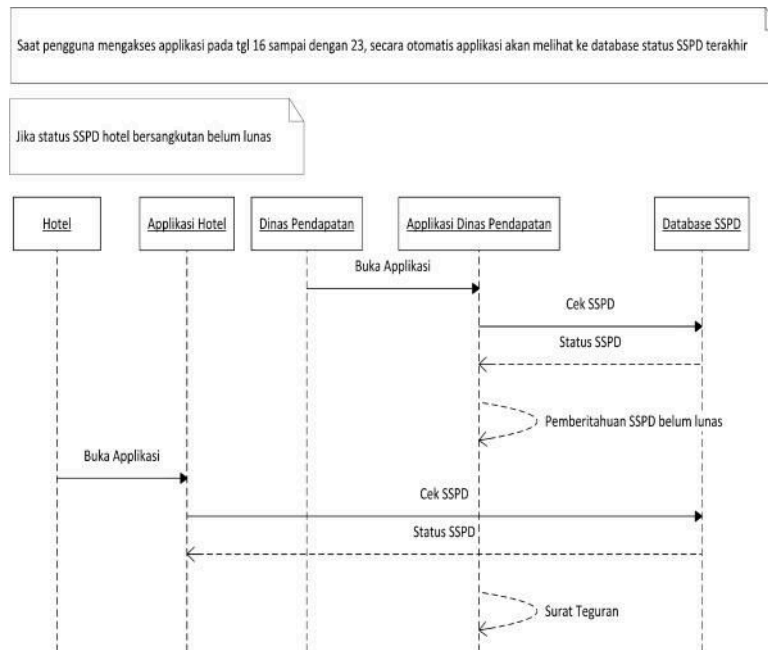 Saat pengguna mengakses applikasi pada tgl 16 sampai dengan 23, secara otomatis applikasi akan melihat ke database status SSPD terakhir
Jika status SSPD hotel bersangkutan belum lunas
Hotel
Applikasi Hotel
Dinas Pendapatan
Applikasi Dinas Pendapatan
Database SSPD
Buka Applikasi
Cek SSPD
Status SSPD
Pemberitahuan SSPD belum lunas
Buka Applikasi
Cek SSPD
Status SSPD
Surat Teguran